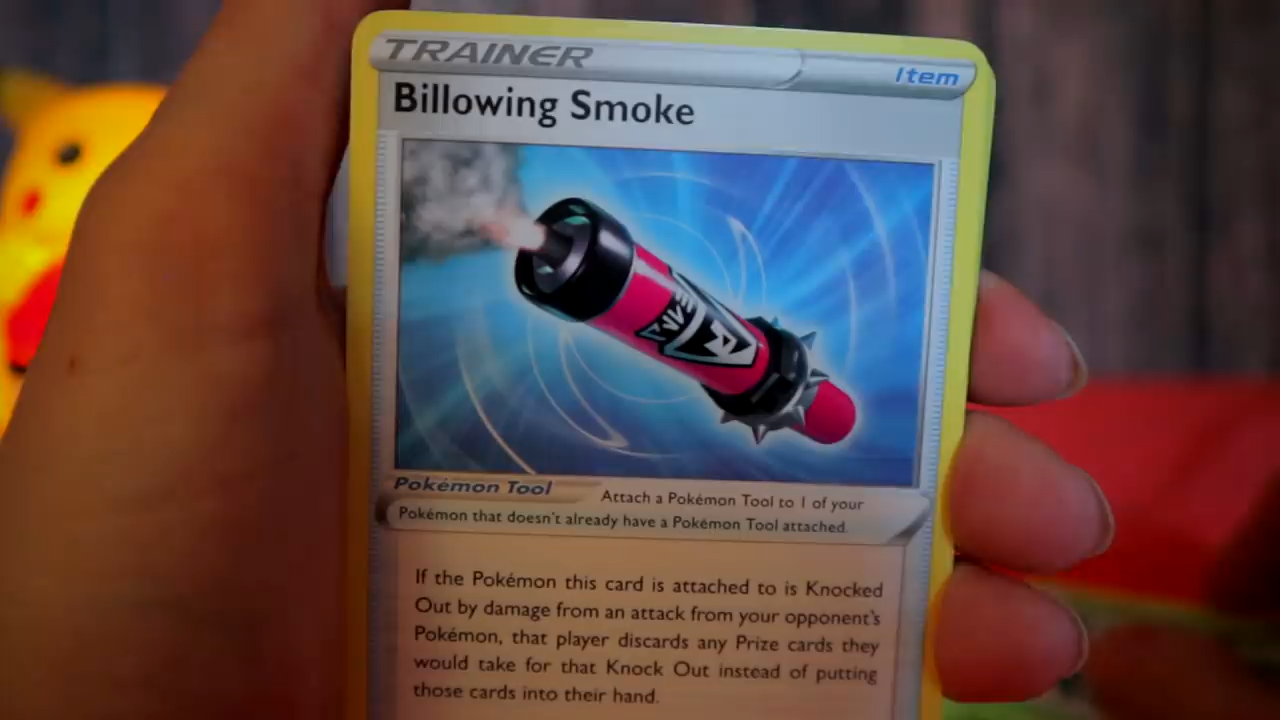 TRAINER
Item
Billowing Smoke
Pokémon Tool
Attach a Pokémon Tool to 1 of your
Pokémon that doesn't already have a Pokémon Tool attached.
If the Pokémon this card is attached to is Knocked
Out by damage from an attack from your opponent's
Pokémon, that player discards any Prize cards they
would take for that Knock Out instead of putting
those cards into their hand.